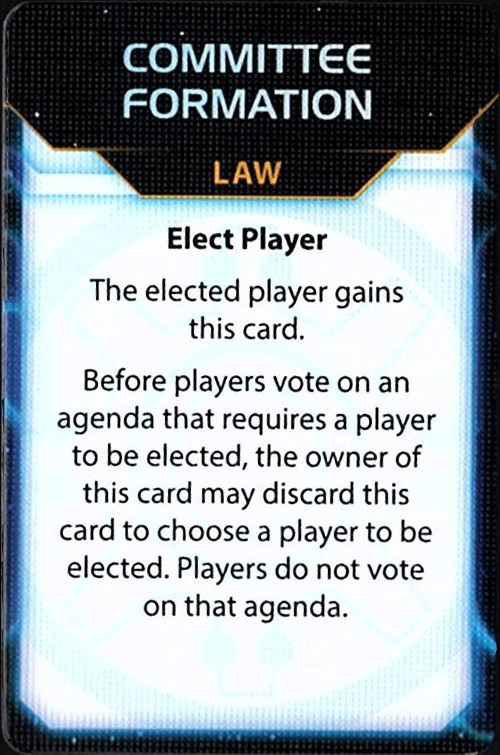 COMMITTEE
FORMATION
LAW
Elect Player
The elected player gains
this card.
Before players vote on an
agenda that requires a player
to be elected, the owner of
this card may discard this
card to choose a player to be
elected. Players do not vote
on that agenda.